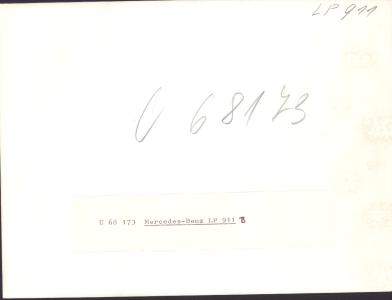 LP 911
U 68173
U 68 173 Mercedes-Benz LP 911 B